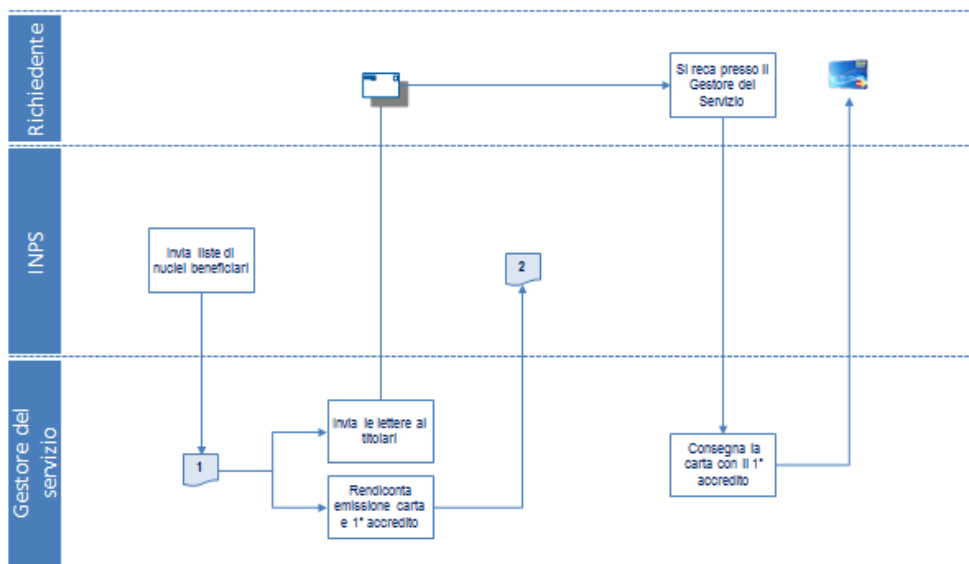 Richiedente
Si reca presso il
Gestore del
Servizio
INPS
Invia liste di
nuclei beneficiari
2
Gestore del
servizio
1
Invia le lettere ai
titolari
Rendiconta
emissione carta
e 1° accredito
Consegna la
carta con il 1°
accredito